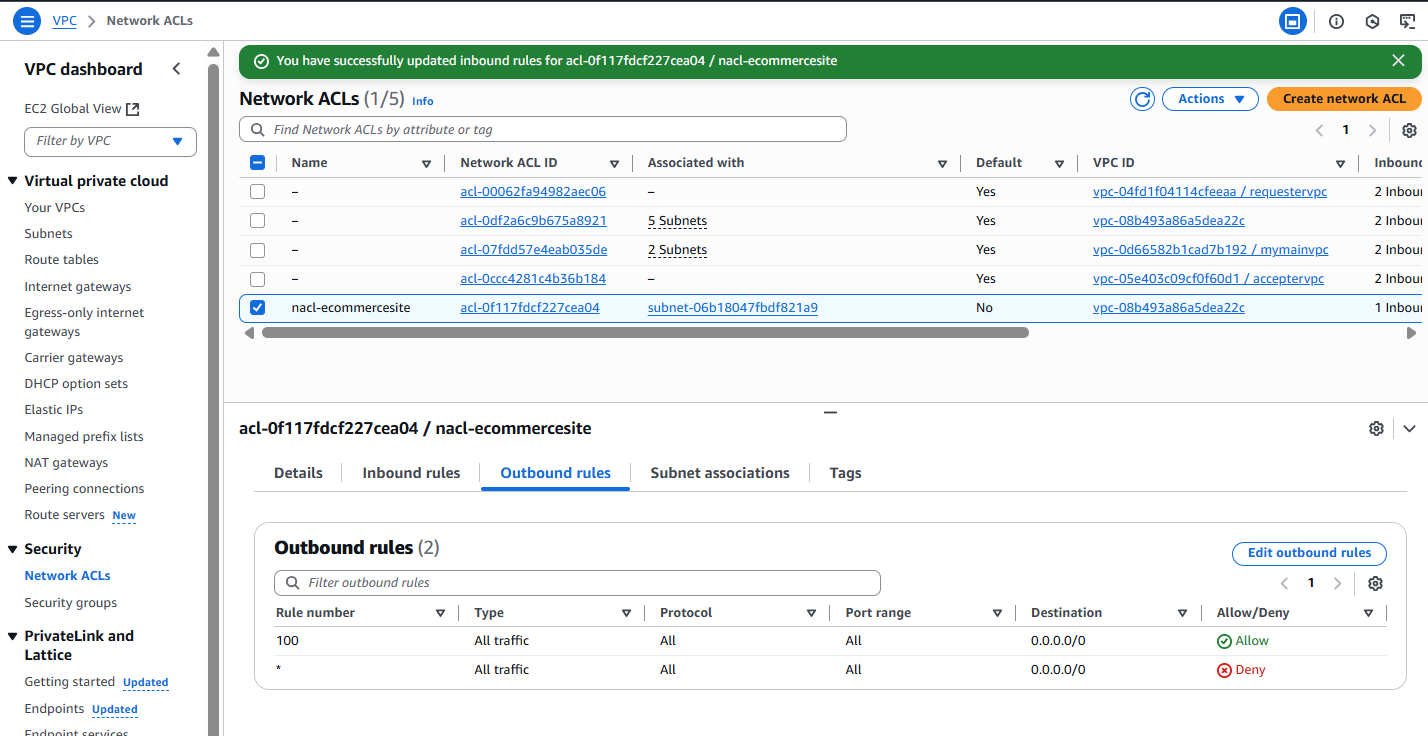 VPC > Network ACLs
VPC dashboard
EC2 Global View
Filter by VPC
Virtual private cloud
Your VPCs
Subnets
Route tables
Internet gateways
Egress-only internet
gateways
Carrier gateways
DHCP option sets
Elastic IPs
Managed prefix lists
NAT gateways
Peering connections
Route servers New
Security
Network ACLs
Security groups
PrivateLink and
Lattice
Getting started Updated
Endpoints Updated
Endpoint services
You have successfully updated inbound rules for acl-0f117fdcf227cea04 / nacl-ecommercesite
Network ACLs (1/5) Info
Actions
Create network ACL
Find Network ACLs by attribute or tag
1
Name Network ACL ID Associated with Default VPC ID Inbound
– acl-00062fa94982aec06 – Yes vpc-04fd1f04114cfeeaa / requestervpc 2 Inbou
– acl-0df2a6c9b675a8921 5 Subnets Yes vpc-08b493a86a5dea22c 2 Inbou
– acl-07fdd57e4eab035de 2 Subnets Yes vpc-0d66582b1cad7b192 / mymainvpc 2 Inbou
– acl-0ccc4281c4b36b184 – Yes vpc-05e403c09cf0f60d1 / acceptervpc 2 Inbou
nacl-ecommercesite acl-0f117fdcf227cea04 subnet-06b18047fbdf821a9 No vpc-08b493a86a5dea22c 1 Inbou
acl-0f117fdcf227cea04 / nacl-ecommercesite
Details Inbound rules Outbound rules Subnet associations Tags
Outbound rules (2)
Edit outbound rules
Filter outbound rules
1
Rule number Type Protocol Port range Destination Allow/Deny
100 All traffic All All 0.0.0.0/0 Allow
* All traffic All All 0.0.0.0/0 Deny